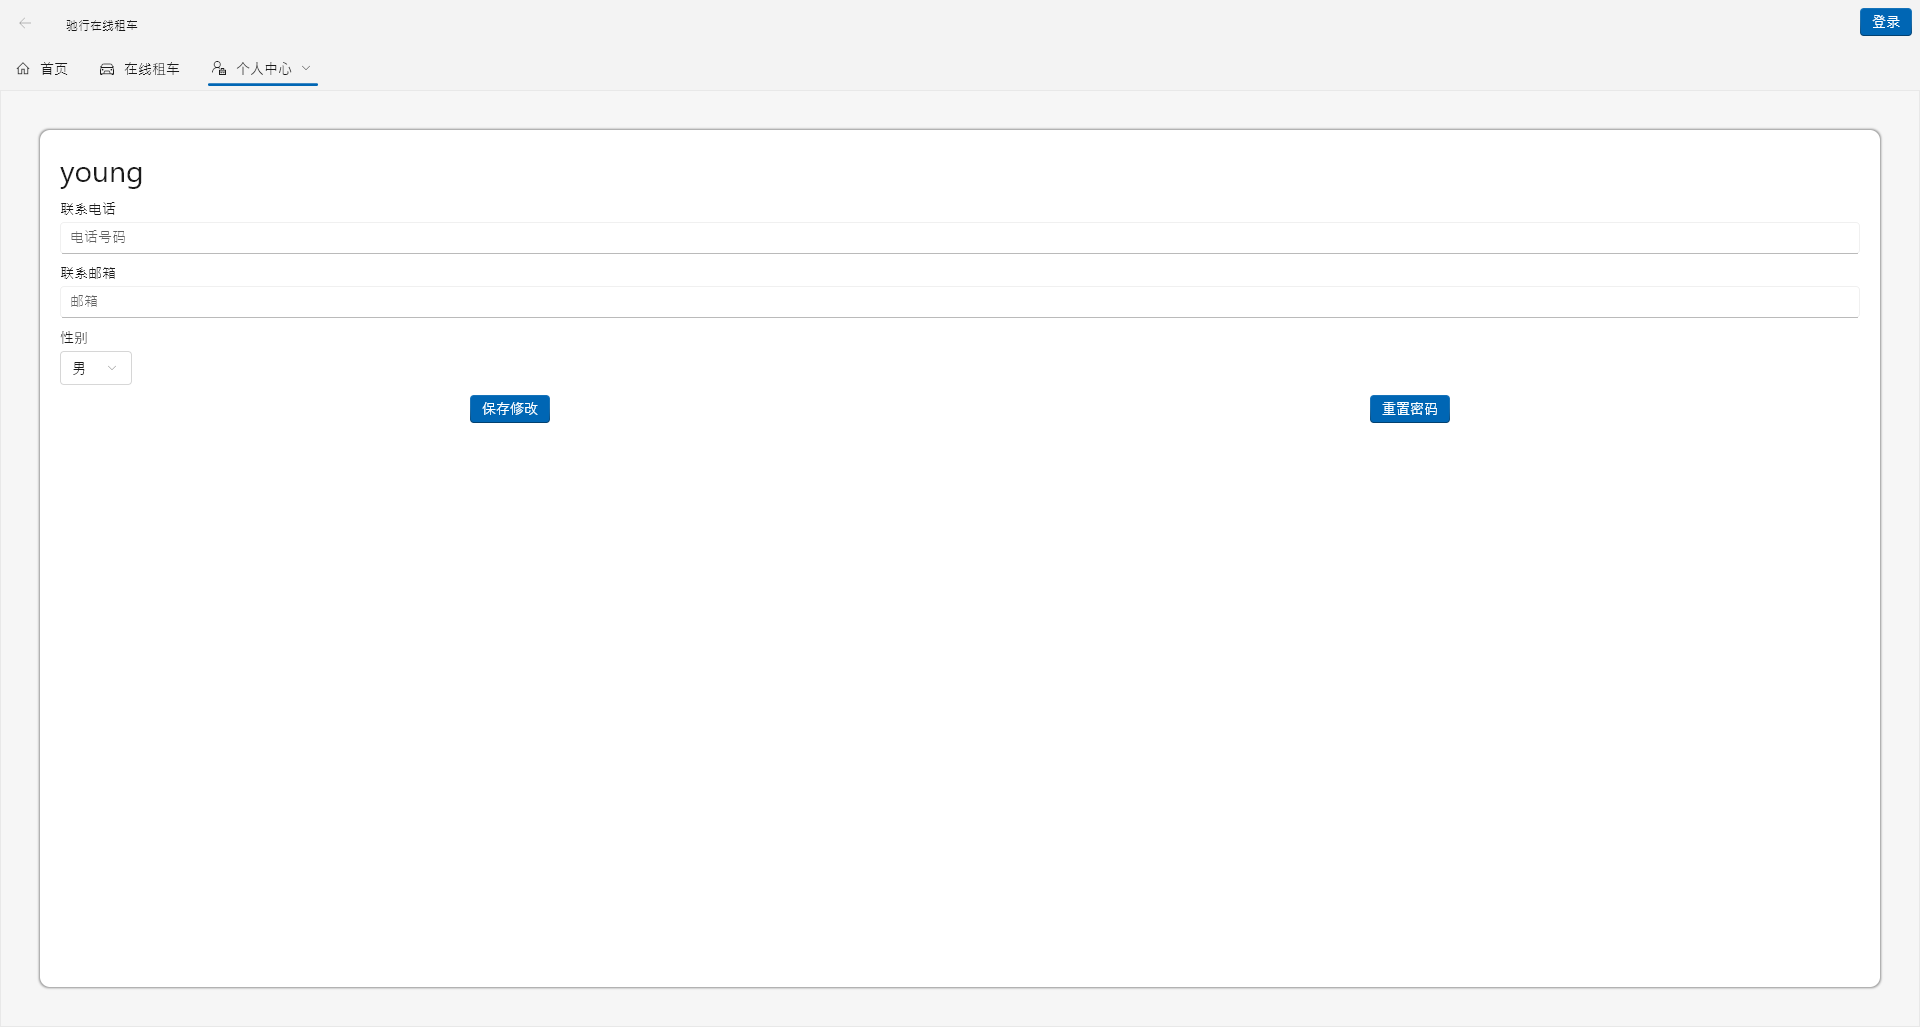 驰行在线租车
登录
首页
在线租车
个人中心
young
联系电话
电话号码
联系邮箱
邮箱
性别
男
保存修改
重置密码